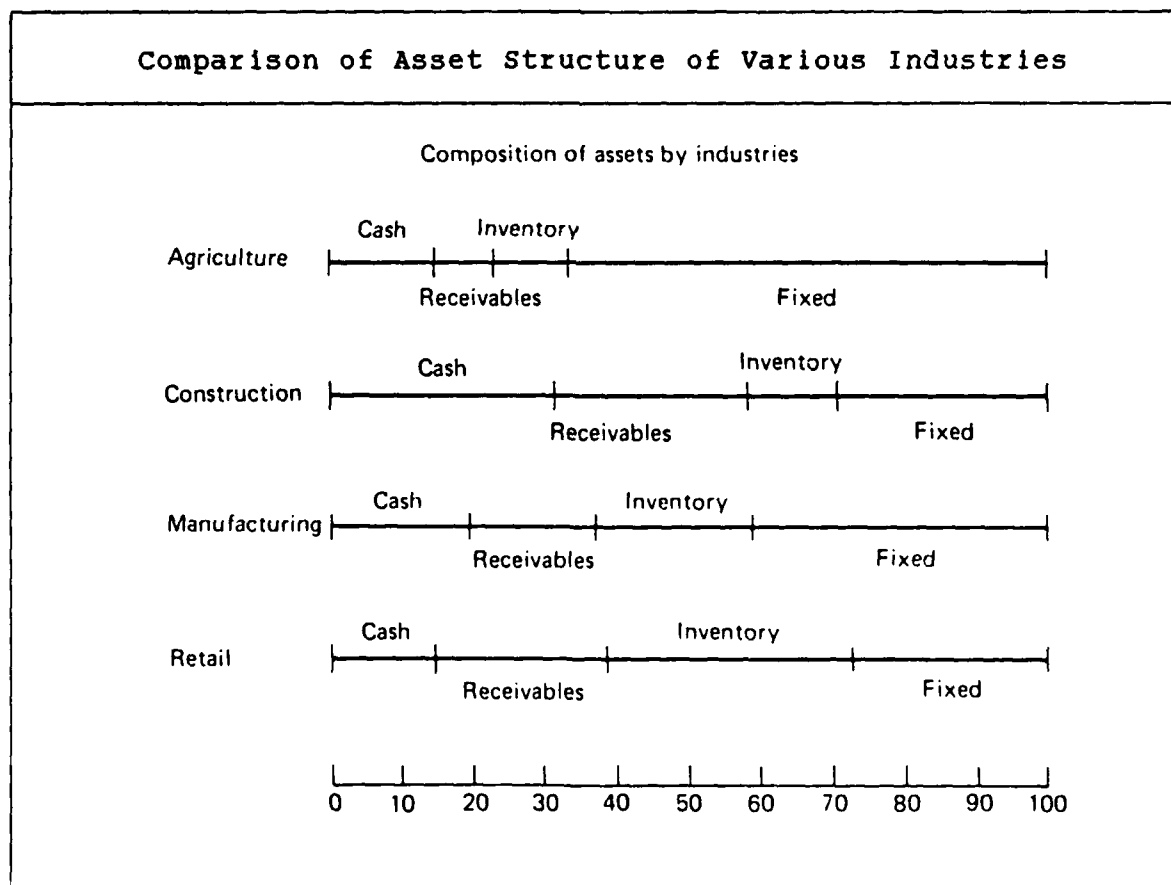 Comparison of Asset Structure of Various Industries
Composition of assets by industries
Cash Inventory
Agriculture
Receivables Fixed
Cash Inventory
Construction
Receivables Fixed
Cash Inventory
Manufacturing
Receivables Fixed
Cash Inventory
Retail
Receivables Fixed
0 10 20 30 40 50 60 70 80 90 100